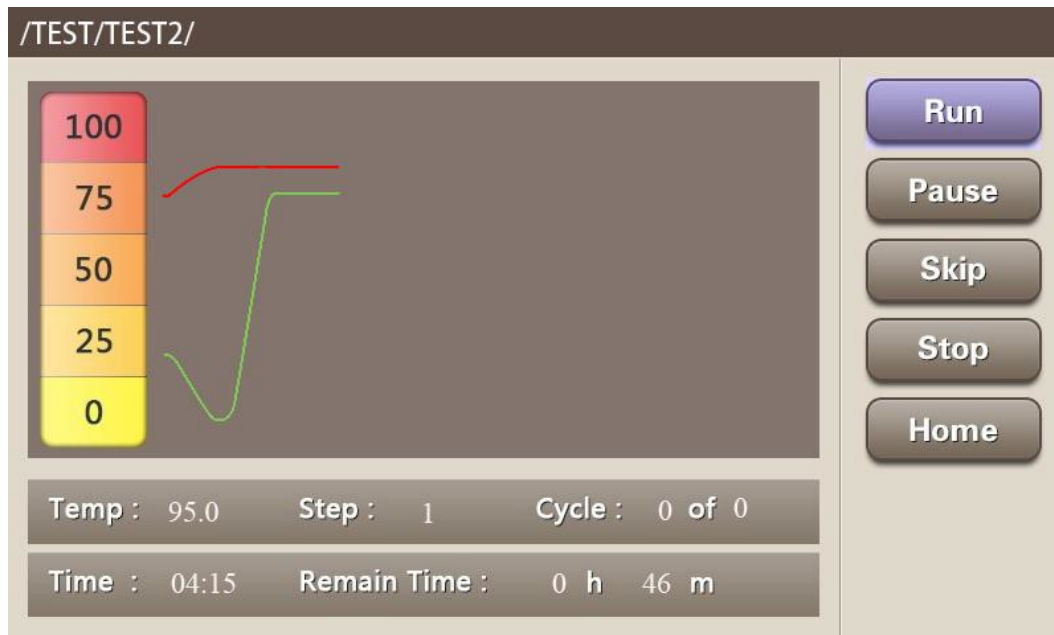 /TEST/TEST2/
100
75
50
25
0
Run
Pause
Skip
Stop
Home
Temp : 95.0 Step : 1 Cycle : 0 of 0
Time : 04:15 Remain Time : 0 h 46 m